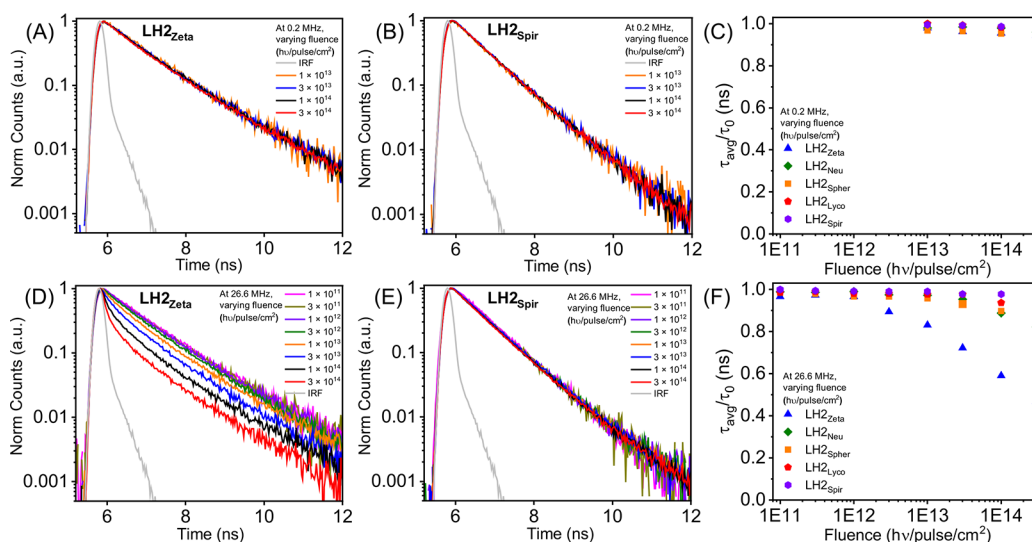 (A)
Norm Counts (a.u.)
1
0.1
0.01
0.001
LH2Zeta
At 0.2 MHz,
varying fluence
(hυ/pulse/cm²)
IRF
1 × 10¹³
3 × 10¹³
1 × 10¹⁴
3 × 10¹⁴
6 8 10 12
Time (ns)
(B)
Norm Counts (a.u.)
1
0.1
0.01
0.001
LH2Spir
At 0.2 MHz,
varying fluence
(hυ/pulse/cm²)
IRF
1 × 10¹³
3 × 10¹³
1 × 10¹⁴
3 × 10¹⁴
6 8 10 12
Time (ns)
(C)
τavg/τ0 (ns)
1.0
0.8
0.6
0.4
0.2
0.0
At 0.2 MHz,
varying fluence
(hυ/pulse/cm²)
LH2Zeta
LH2Neu
LH2Spher
LH2Lyco
LH2Spir
1E11 1E12 1E13 1E14
Fluence (hν/pulse/cm²)
(D)
Norm Counts (a.u.)
1
0.1
0.01
0.001
LH2Zeta
At 26.6 MHz,
varying fluence
(hυ/pulse/cm²)
1 × 10¹¹
3 × 10¹¹
1 × 10¹²
3 × 10¹²
1 × 10¹³
3 × 10¹³
1 × 10¹⁴
3 × 10¹⁴
IRF
6 8 10 12
Time (ns)
(E)
Norm Counts (a.u.)
1
0.1
0.01
0.001
LH2Spir
At 26.6 MHz,
varying fluence
(hυ/pulse/cm²)
1 × 10¹¹
3 × 10¹¹
1 × 10¹²
3 × 10¹²
1 × 10¹³
3 × 10¹³
1 × 10¹⁴
3 × 10¹⁴
IRF
6 8 10 12
Time (ns)
(F)
τavg/τ0 (ns)
1.0
0.8
0.6
0.4
0.2
0.0
At 26.6 MHz,
varying fluence
(hυ/pulse/cm²)
LH2Zeta
LH2Neu
LH2Spher
LH2Lyco
LH2Spir
1E11 1E12 1E13 1E14
Fluence (hν/pulse/cm²)